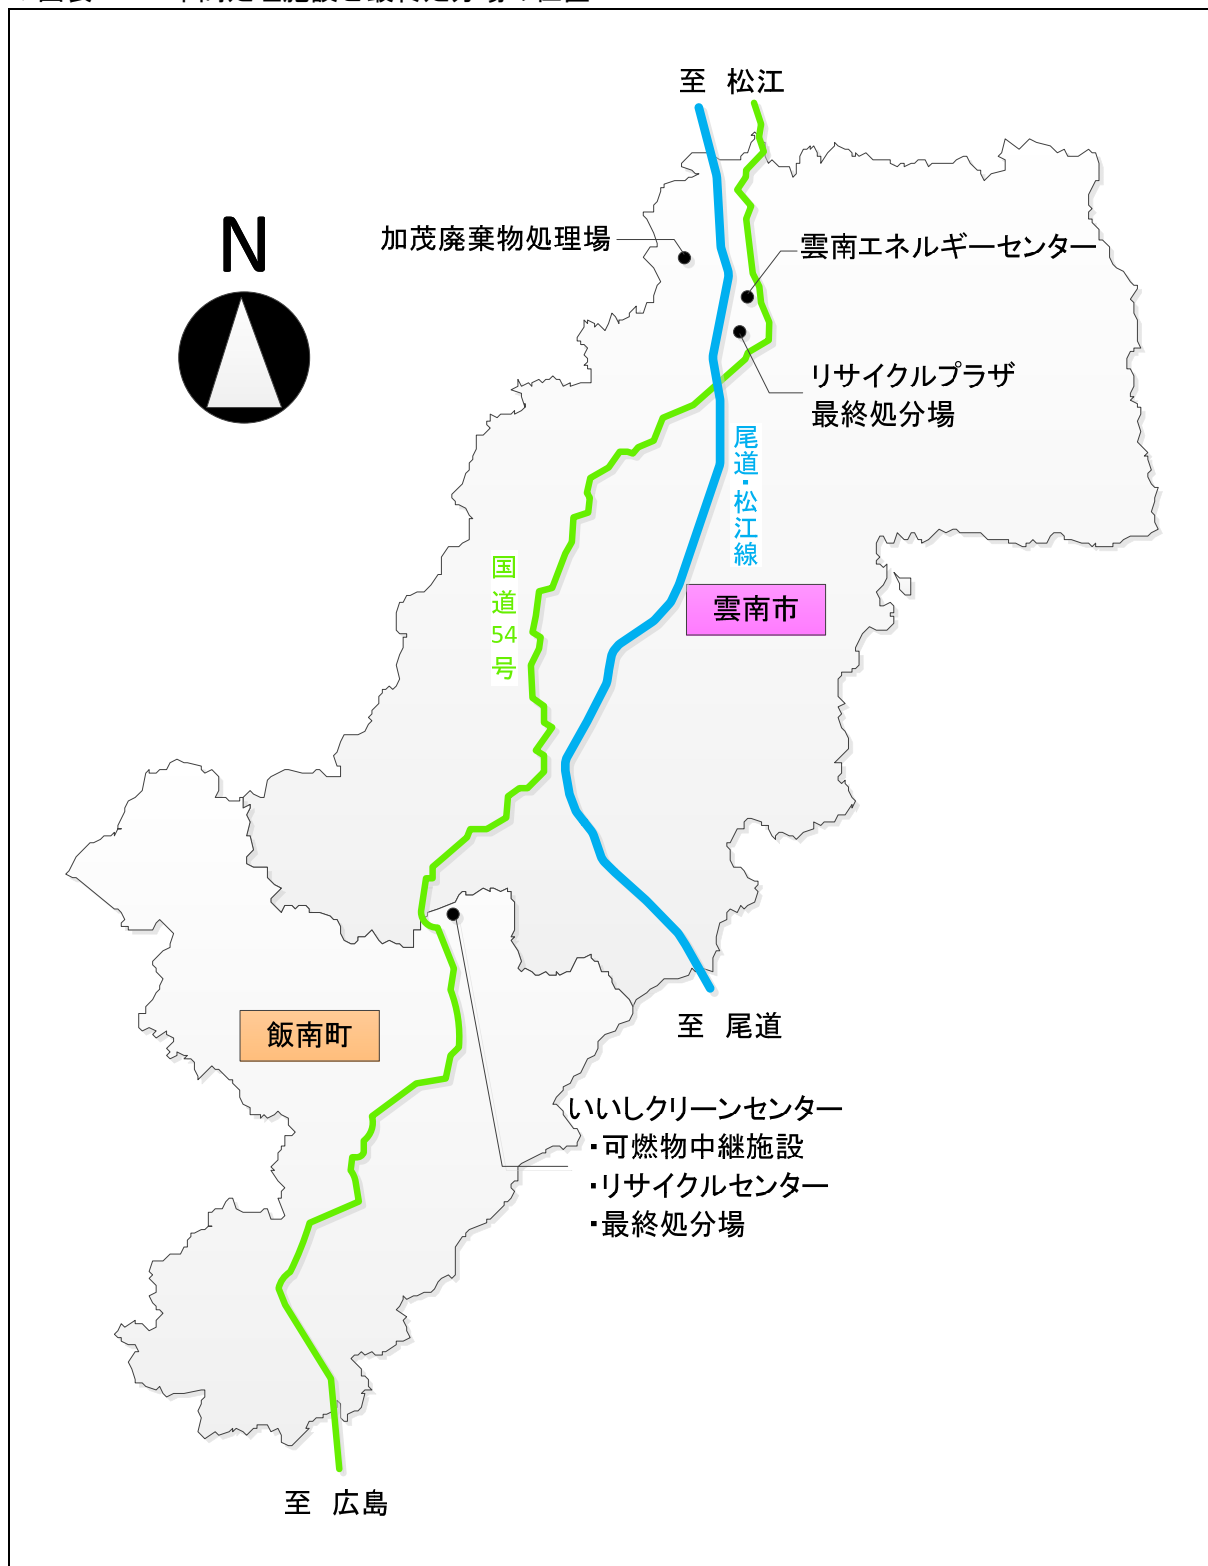 至 松江
N
加茂廃棄物処理場
雲南エネルギーセンター
リサイクルプラザ
最終処分場
尾道・松江線
国道54号
雲南市
飯南町
至 尾道
いいしクリーンセンター
・可燃物中継施設
・リサイクルセンター
・最終処分場
至 広島